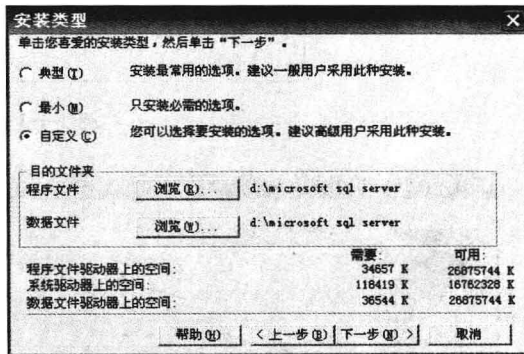 安装类型
单击您喜爱的安装类型，然后单击“下一步”。
典型(T) 安装最常用的选项。建议一般用户采用此种安装。
最小(M) 只安装必需的选项。
自定义(C) 您可以选择要安装的选项。建议高级用户采用此种安装。
目的文件夹
程序文件 浏览(R)... d:\microsoft sql server
数据文件 浏览(W)... d:\microsoft sql server
需要: 可用:
程序文件驱动器上的空间: 34657 K 26875744 K
系统驱动器上的空间: 118419 K 16762328 K
数据文件驱动器上的空间: 36544 K 26875744 K
帮助(H) <上一步(B) 下一步(N)> 取消